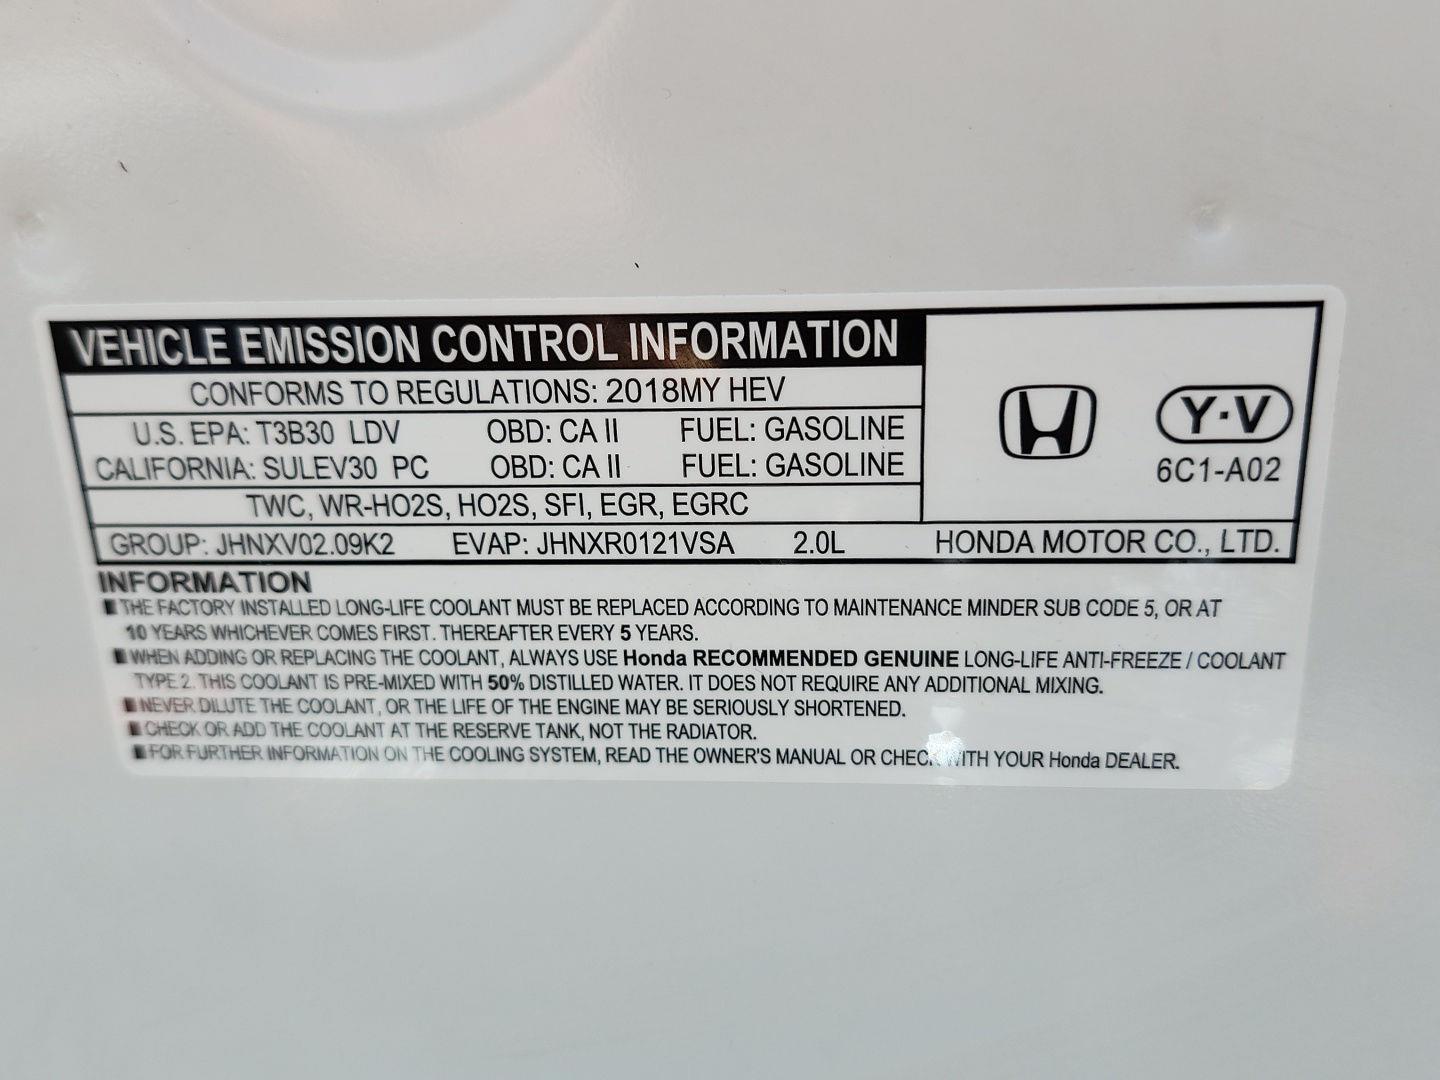 VEHICLE EMISSION CONTROL INFORMATION
CONFORMS TO REGULATIONS: 2018MY HEV
U.S. EPA: T3B30 LDV OBD: CA II FUEL: GASOLINE
CALIFORNIA: SULEV30 PC OBD: CA II FUEL: GASOLINE
TWC, WR-HO2S, HO2S, SFI, EGR, EGRC
Y·V
6C1-A02
GROUP: JHNXV02.09K2 EVAP: JHNXR0121VSA 2.0L HONDA MOTOR CO., LTD.
INFORMATION
■ THE FACTORY INSTALLED LONG-LIFE COOLANT MUST BE REPLACED ACCORDING TO MAINTENANCE MINDER SUB CODE 5, OR AT
10 YEARS WHICHEVER COMES FIRST. THEREAFTER EVERY 5 YEARS.
■ WHEN ADDING OR REPLACING THE COOLANT, ALWAYS USE Honda RECOMMENDED GENUINE LONG-LIFE ANTI-FREEZE / COOLANT
TYPE 2. THIS COOLANT IS PRE-MIXED WITH 50% DISTILLED WATER. IT DOES NOT REQUIRE ANY ADDITIONAL MIXING.
■ NEVER DILUTE THE COOLANT, OR THE LIFE OF THE ENGINE MAY BE SERIOUSLY SHORTENED.
■ CHECK OR ADD THE COOLANT AT THE RESERVE TANK, NOT THE RADIATOR.
■ FOR FURTHER INFORMATION ON THE COOLING SYSTEM, READ THE OWNER'S MANUAL OR CHECK WITH YOUR Honda DEALER.